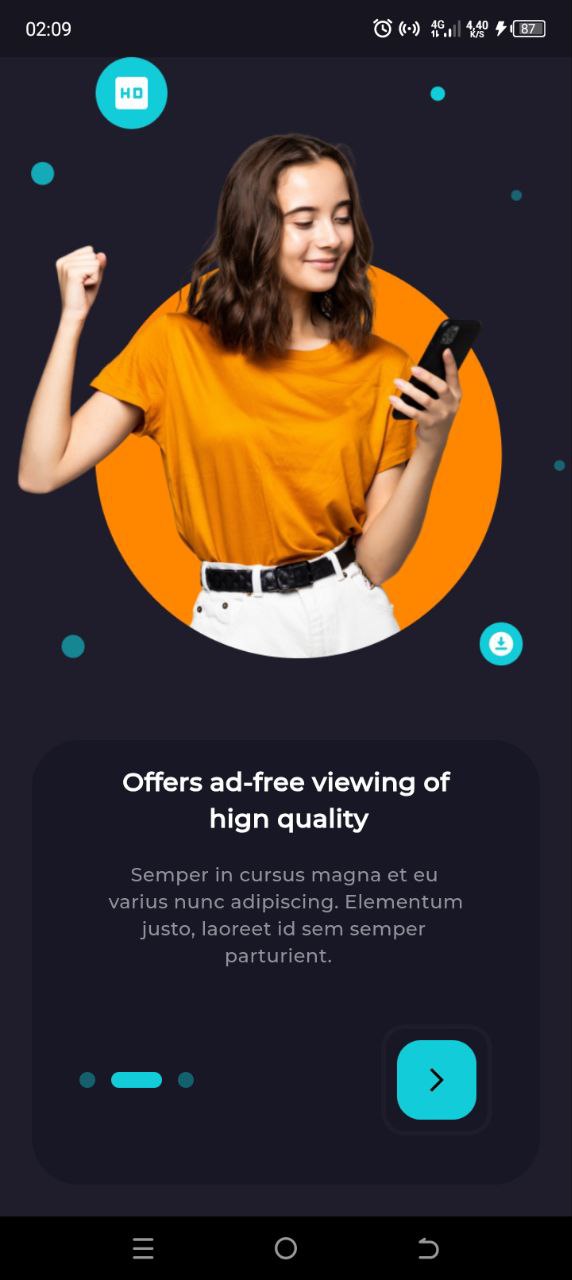 02:09
4G
4,40
K/S
87
HD
Offers ad-free viewing of
hign quality
Semper in cursus magna et eu
varius nunc adipiscing. Elementum
justo, laoreet id sem semper
parturient.